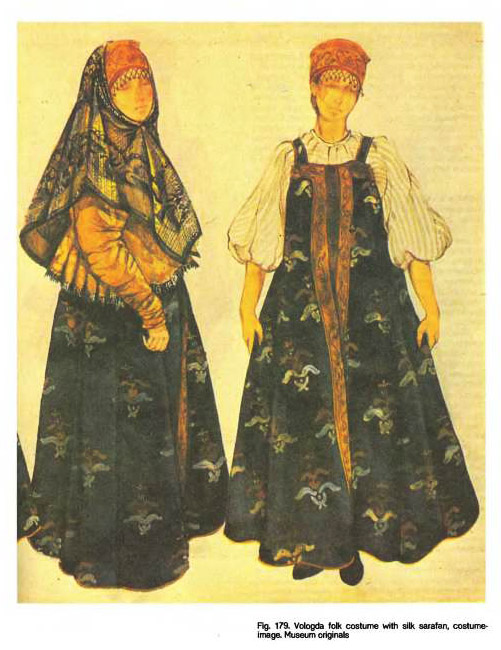 Fig. 179. Vologda folk costume with silk sarafan, costume-
image. Museum originals